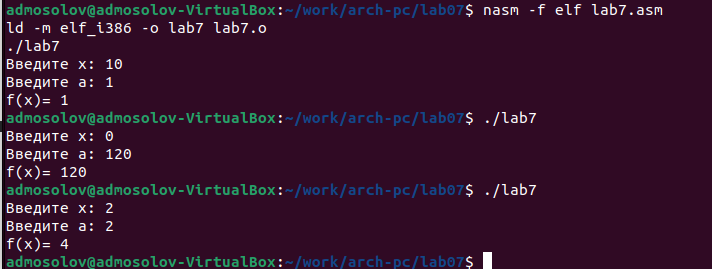 admosolov@admosolov-VirtualBox:~/work/arch-pc/lab07$ nasm -f elf lab7.asm
ld -m elf_i386 -o lab7 lab7.o
./lab7
Введите x: 10
Введите a: 1
f(x)= 1
admosolov@admosolov-VirtualBox:~/work/arch-pc/lab07$ ./lab7
Введите x: 0
Введите a: 120
f(x)= 120
admosolov@admosolov-VirtualBox:~/work/arch-pc/lab07$ ./lab7
Введите x: 2
Введите a: 2
f(x)= 4
admosolov@admosolov-VirtualBox:~/work/arch-pc/lab07$